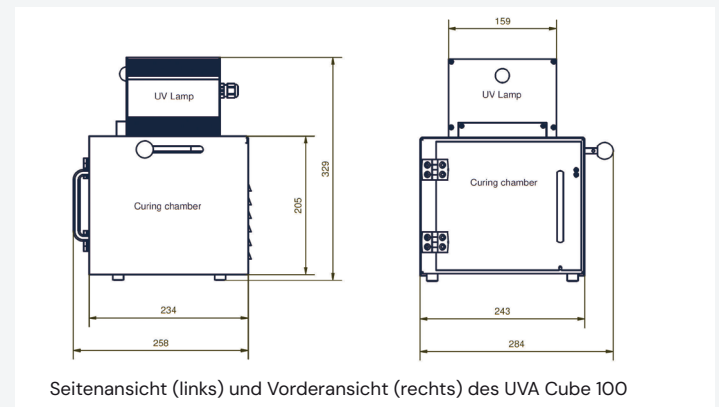 159
UV Lamp
UV Lamp
329
205
Curing chamber
Curing chamber
234
243
258
284
Seitenansicht (links) und Vorderansicht (rechts) des UVA Cube 100